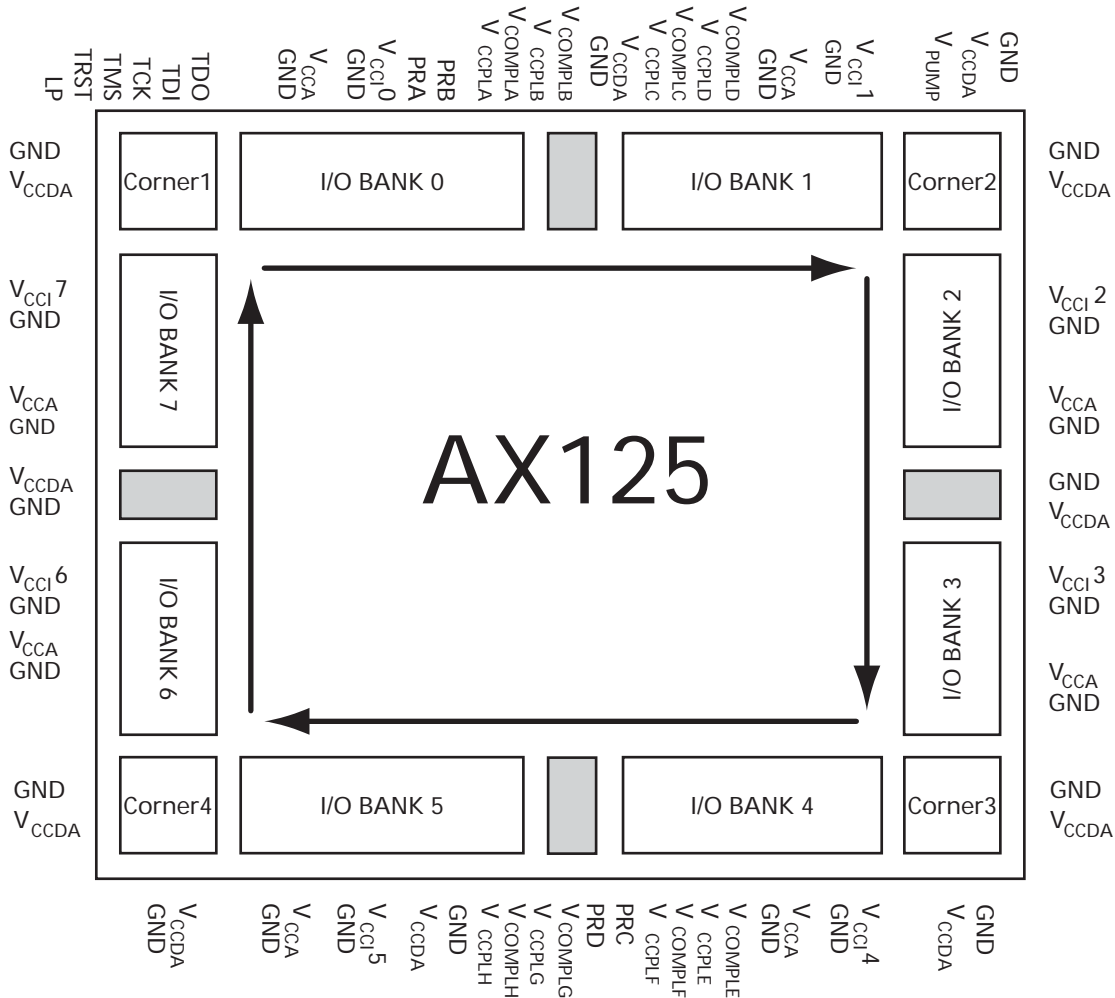 LP
TRST
TMS
TCK
TDI
TDO
GND
VCCA
GND
VCCI0
PRA
PRB
VCCPLA
VCOMPLA
VCCPLB
VCOMPLB
GND
VCCDA
VCCPLC
VCOMPLC
VCCPLD
VCOMPLD
GND
VCCA
GND
VCCI1
VPUMP
VCCDA
GND
GND
VCCDA
Corner1
I/O BANK 0
I/O BANK 1
Corner2
GND
VCCDA
VCCI7
GND
VCCA
GND
I/O BANK 7
I/O BANK 2
VCCI2
GND
VCCA
GND
AX125
VCCDA
GND
GND
VCCDA
VCCI6
GND
VCCA
GND
I/O BANK 6
I/O BANK 3
VCCI3
GND
VCCA
GND
GND
VCCDA
Corner4
I/O BANK 5
I/O BANK 4
Corner3
GND
VCCDA
GND
VCCDA
GND
VCCA
GND
VCCI5
VCCDA
GND
VCCPLH
VCOMPLH
VCCPLG
VCOMPLG
PRD
PRC
VCCPLF
VCOMPLF
VCCPLE
VCOMPLE
GND
VCCA
GND
VCCI4
VCCDA
GND